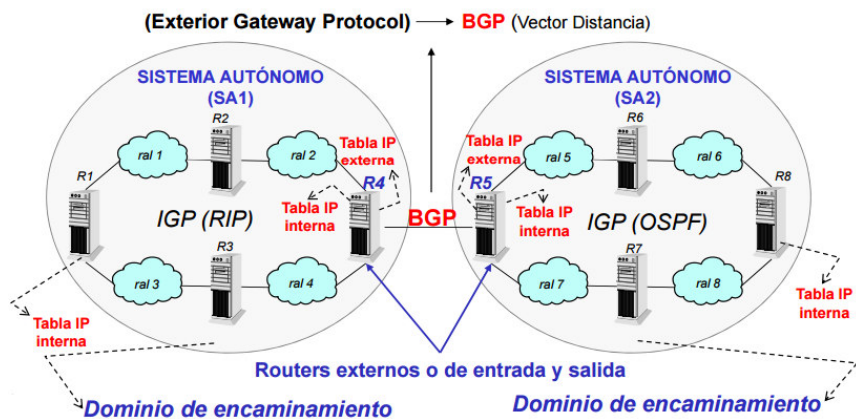 (Exterior Gateway Protocol) BGP (Vector Distancia)
SISTEMA AUTÓNOMO
(SA1)
R2
ral 1
ral 2
Tabla IP
externa
R1
R4
IGP (RIP)
Tabla IP
interna
R3
ral 3
ral 4
Tabla IP
interna
BGP
SISTEMA AUTÓNOMO
(SA2)
R6
Tabla IP
externa
ral 5
ral 6
R5
R8
Tabla IP
interna
IGP (OSPF)
R7
ral 7
ral 8
Tabla IP
interna
Routers externos o de entrada y salida
Dominio de encaminamiento
Dominio de encaminamiento